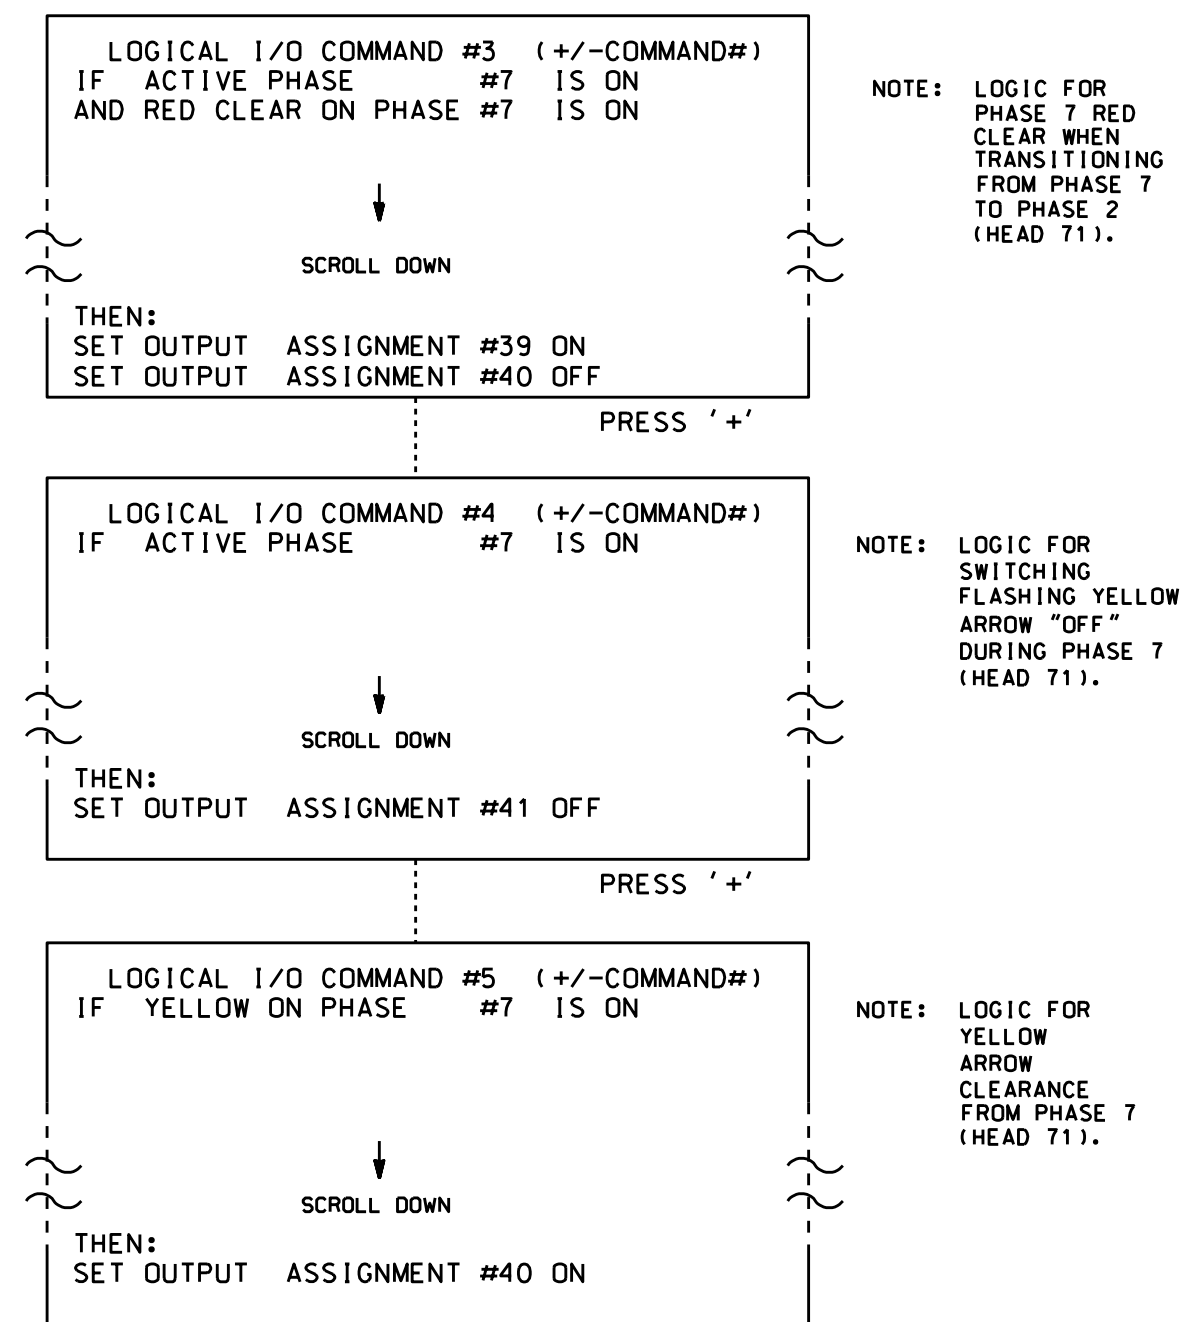 LOGICAL I/O COMMAND #3 (+/-COMMAND#)
IF ACTIVE PHASE #7 IS ON
AND RED CLEAR ON PHASE #7 IS ON
SCROLL DOWN
THEN:
SET OUTPUT ASSIGNMENT #39 ON
SET OUTPUT ASSIGNMENT #40 OFF
NOTE: LOGIC FOR
PHASE 7 RED
CLEAR WHEN
TRANSITIONING
FROM PHASE 7
TO PHASE 2
(HEAD 71).
PRESS '+'
LOGICAL I/O COMMAND #4 (+/-COMMAND#)
IF ACTIVE PHASE #7 IS ON
SCROLL DOWN
THEN:
SET OUTPUT ASSIGNMENT #41 OFF
NOTE: LOGIC FOR
SWITCHING
FLASHING YELLOW
ARROW "OFF"
DURING PHASE 7
(HEAD 71).
PRESS '+'
LOGICAL I/O COMMAND #5 (+/-COMMAND#)
IF YELLOW ON PHASE #7 IS ON
SCROLL DOWN
THEN:
SET OUTPUT ASSIGNMENT #40 ON
NOTE: LOGIC FOR
YELLOW
ARROW
CLEARANCE
FROM PHASE 7
(HEAD 71).